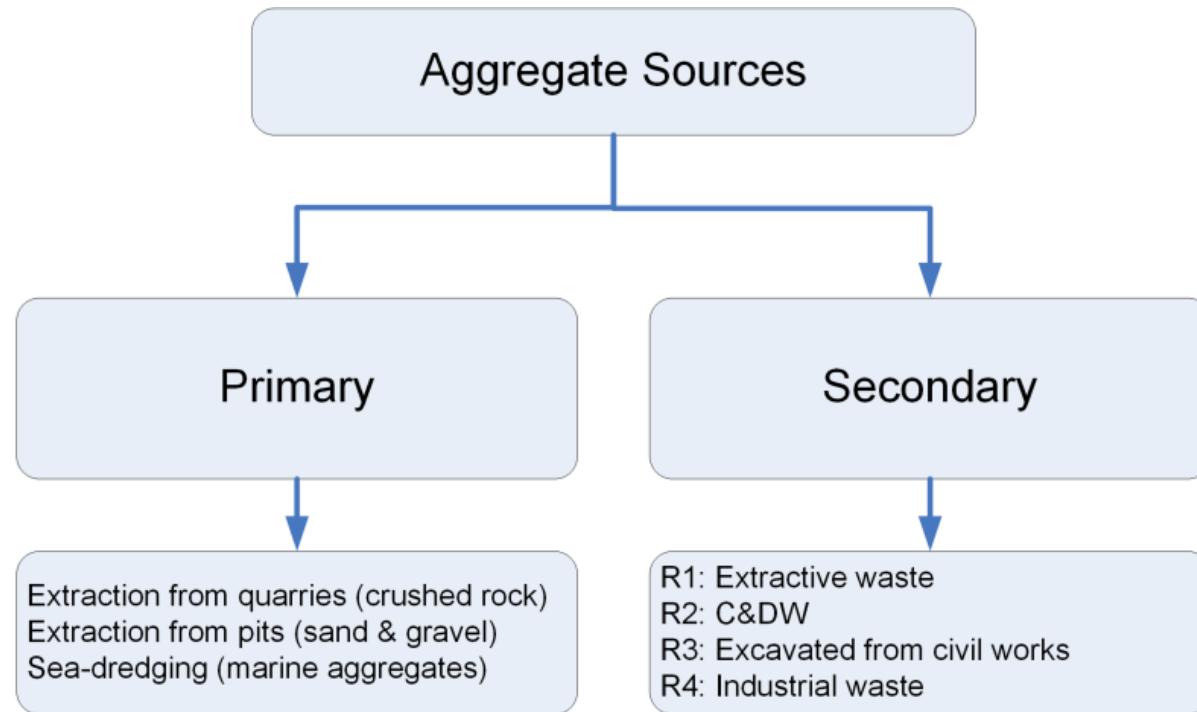 Aggregate Sources
Primary
Secondary
Extraction from quarries (crushed rock)
Extraction from pits (sand & gravel)
Sea-dredging (marine aggregates)
R1: Extractive waste
R2: C&DW
R3: Excavated from civil works
R4: Industrial waste